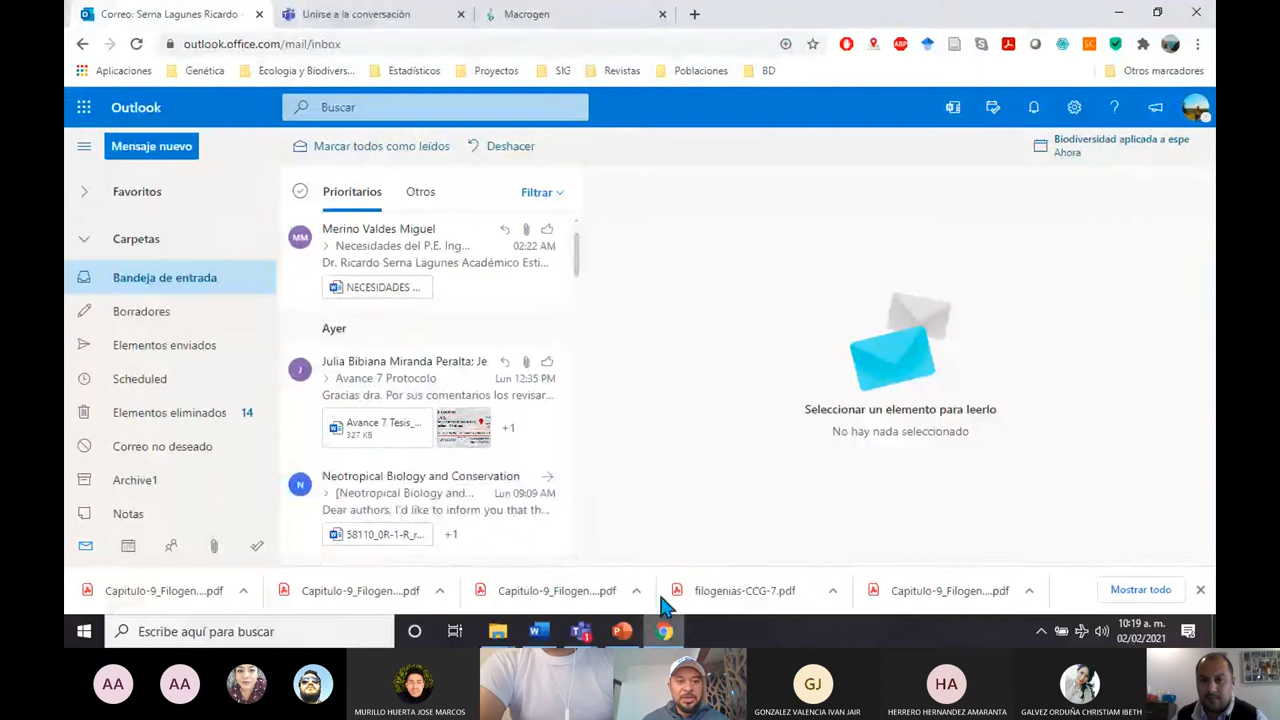 Correo: Serna Lagunes Ricardo -
Unirse a la conversación
Macrogen
outlook.office.com/mail/inbox
Aplicaciones
Genética
Ecologia y Biodivers...
Estadísticos
Proyectos
SIG
Revistas
Poblaciones
BD
Otros marcadores
Outlook
Buscar
Mensaje nuevo
Marcar todos como leídos
Deshacer
Biodiversidad aplicada a espe
Ahora
Favoritos
Prioritarios
Otros
Filtrar
Carpetas
Bandeja de entrada
Borradores
Elementos enviados
Scheduled
Elementos eliminados 14
Correo no deseado
Archive1
Notas
MM
Merino Valdes Miguel
Necesidades del P.E. Ing...
02:22 AM
Dr. Ricardo Serna Lagunes Académico Esti...
NECESIDADES ...
Ayer
J
Julia Bibiana Miranda Peralta; Je
Avance 7 Protocolo
Lun 12:35 PM
Gracias dra. Por sus comentarios los revisar...
Avance 7 Tesis_...
327 KB
+1
N
Neotropical Biology and Conservation
[Neotropical Biology and...
Lun 09:09 AM
Dear authors, I'd like to inform you that th...
58110_0R-1-R_r...
+1
Seleccionar un elemento para leerlo
No hay nada seleccionado
Capitulo-9_Filogen....pdf
Capitulo-9_Filogen....pdf
Capitulo-9_Filogen....pdf
filogenias-CCG-7.pdf
Capitulo-9_Filogen....pdf
Mostrar todo
Escribe aquí para buscar
10:19 a. m.
02/02/2021
AA
AA
MURILLO HUERTA JOSE MARCOS
GJ
GONZALEZ VALENCIA IVAN JAIR
HA
HERRERO HERNANDEZ AMARANTA
GALVEZ ORDUÑA CHRISTIAM IBETH